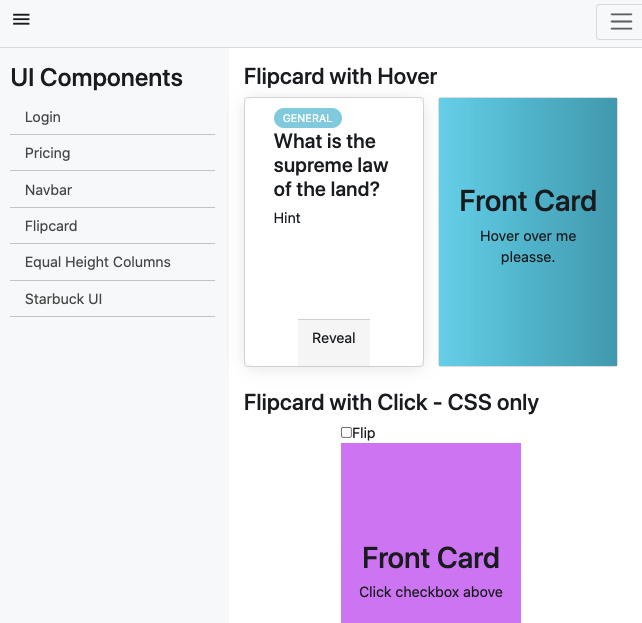 UI Components
Login
Pricing
Navbar
Flipcard
Equal Height Columns
Starbuck UI
Flipcard with Hover
GENERAL
What is the
supreme law
of the land?
Hint
Reveal
Front Card
Hover over me
pleasse.
Flipcard with Click - CSS only
Flip
Front Card
Click checkbox above